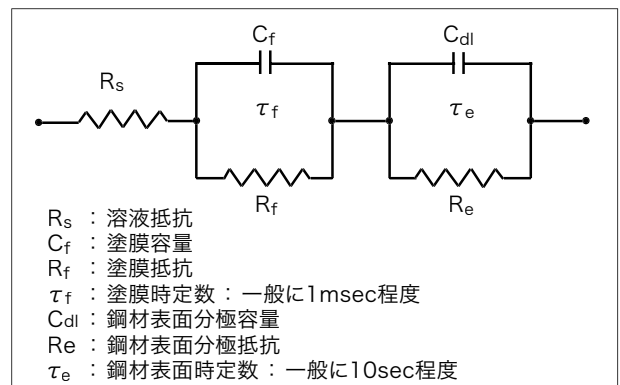 Cf
Cdl
Rs
τf
τe
Rf
Re
Rs ： 溶液抵抗
Cf ： 塗膜容量
Rf ： 塗膜抵抗
τf ： 塗膜時定数 ： 一般に1msec程度
Cdl ： 鋼材表面分極容量
Re ： 鋼材表面分極抵抗
τe ： 鋼材表面時定数 ： 一般に10sec程度